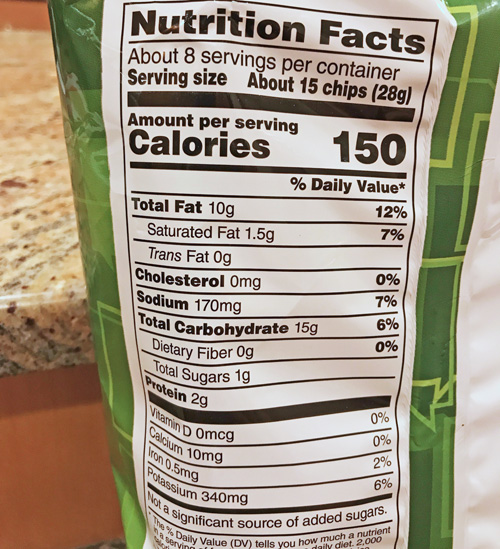 Nutrition Facts
About 8 servings per container
Serving size About 15 chips (28g)
Amount per serving
Calories 150
% Daily Value*
Total Fat 10g 12%
Saturated Fat 1.5g 7%
Trans Fat 0g
Cholesterol 0mg 0%
Sodium 170mg 7%
Total Carbohydrate 15g 6%
Dietary Fiber 0g 0%
Total Sugars 1g
Protein 2g
Vitamin D 0mcg 0%
Calcium 10mg 0%
Iron 0.5mg 2%
Potassium 340mg 6%
Not a significant source of added sugars.
*The % Daily Value (DV) tells you how much a nutrient
in a serving of daily diet. 2,000